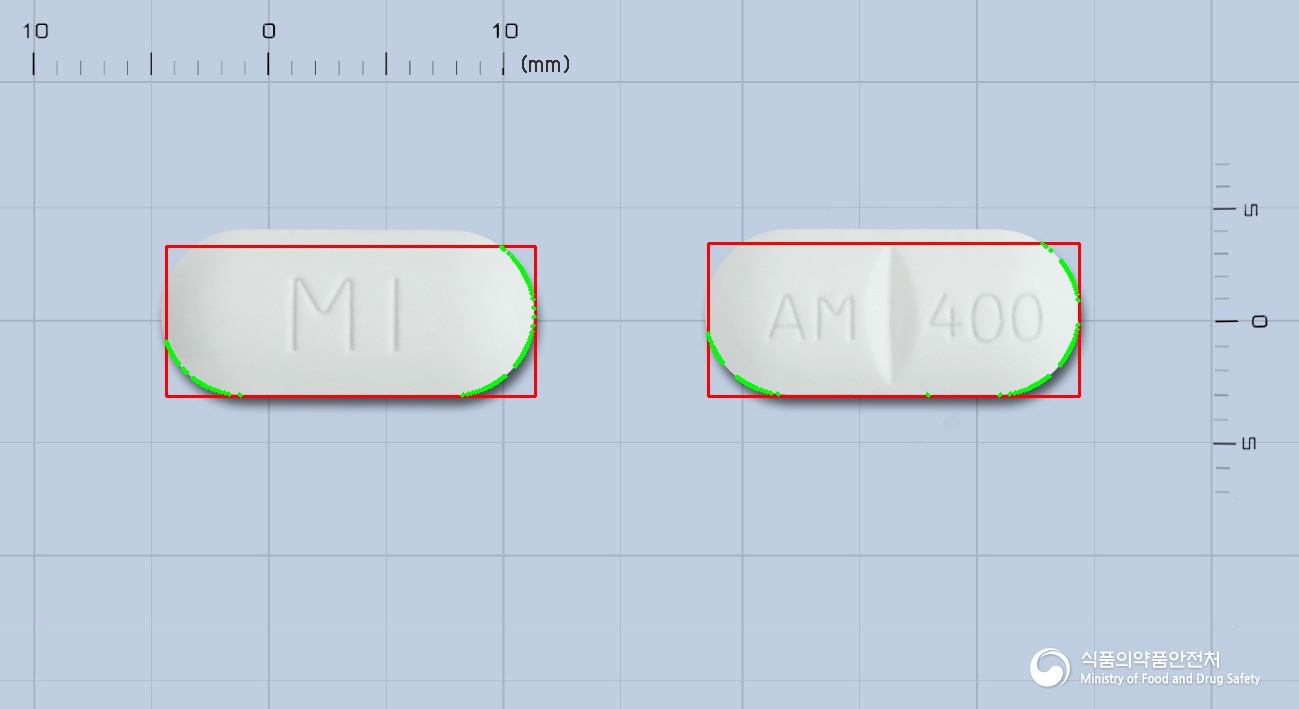 10 0 10
(mm)
5
MI
AM 400
0
5
식품의약품안전처
Ministry of Food and Drug Safety